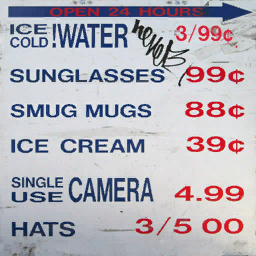 OPEN 24 HOURS
ICE COLD !WATER 3/99¢
SUNGLASSES 99¢
SMUG MUGS 88¢
ICE CREAM 39¢
SINGLE USE CAMERA 4.99
HATS 3/5 00